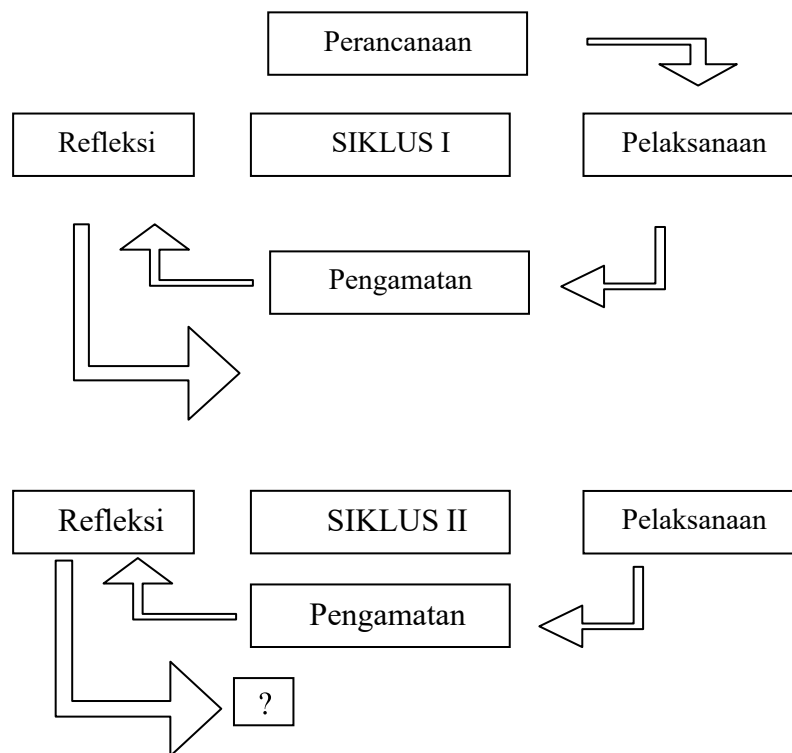 Perancanaan
Refleksi SIKLUS I Pelaksanaan
Pengamatan
Refleksi SIKLUS II Pelaksanaan
Pengamatan
?